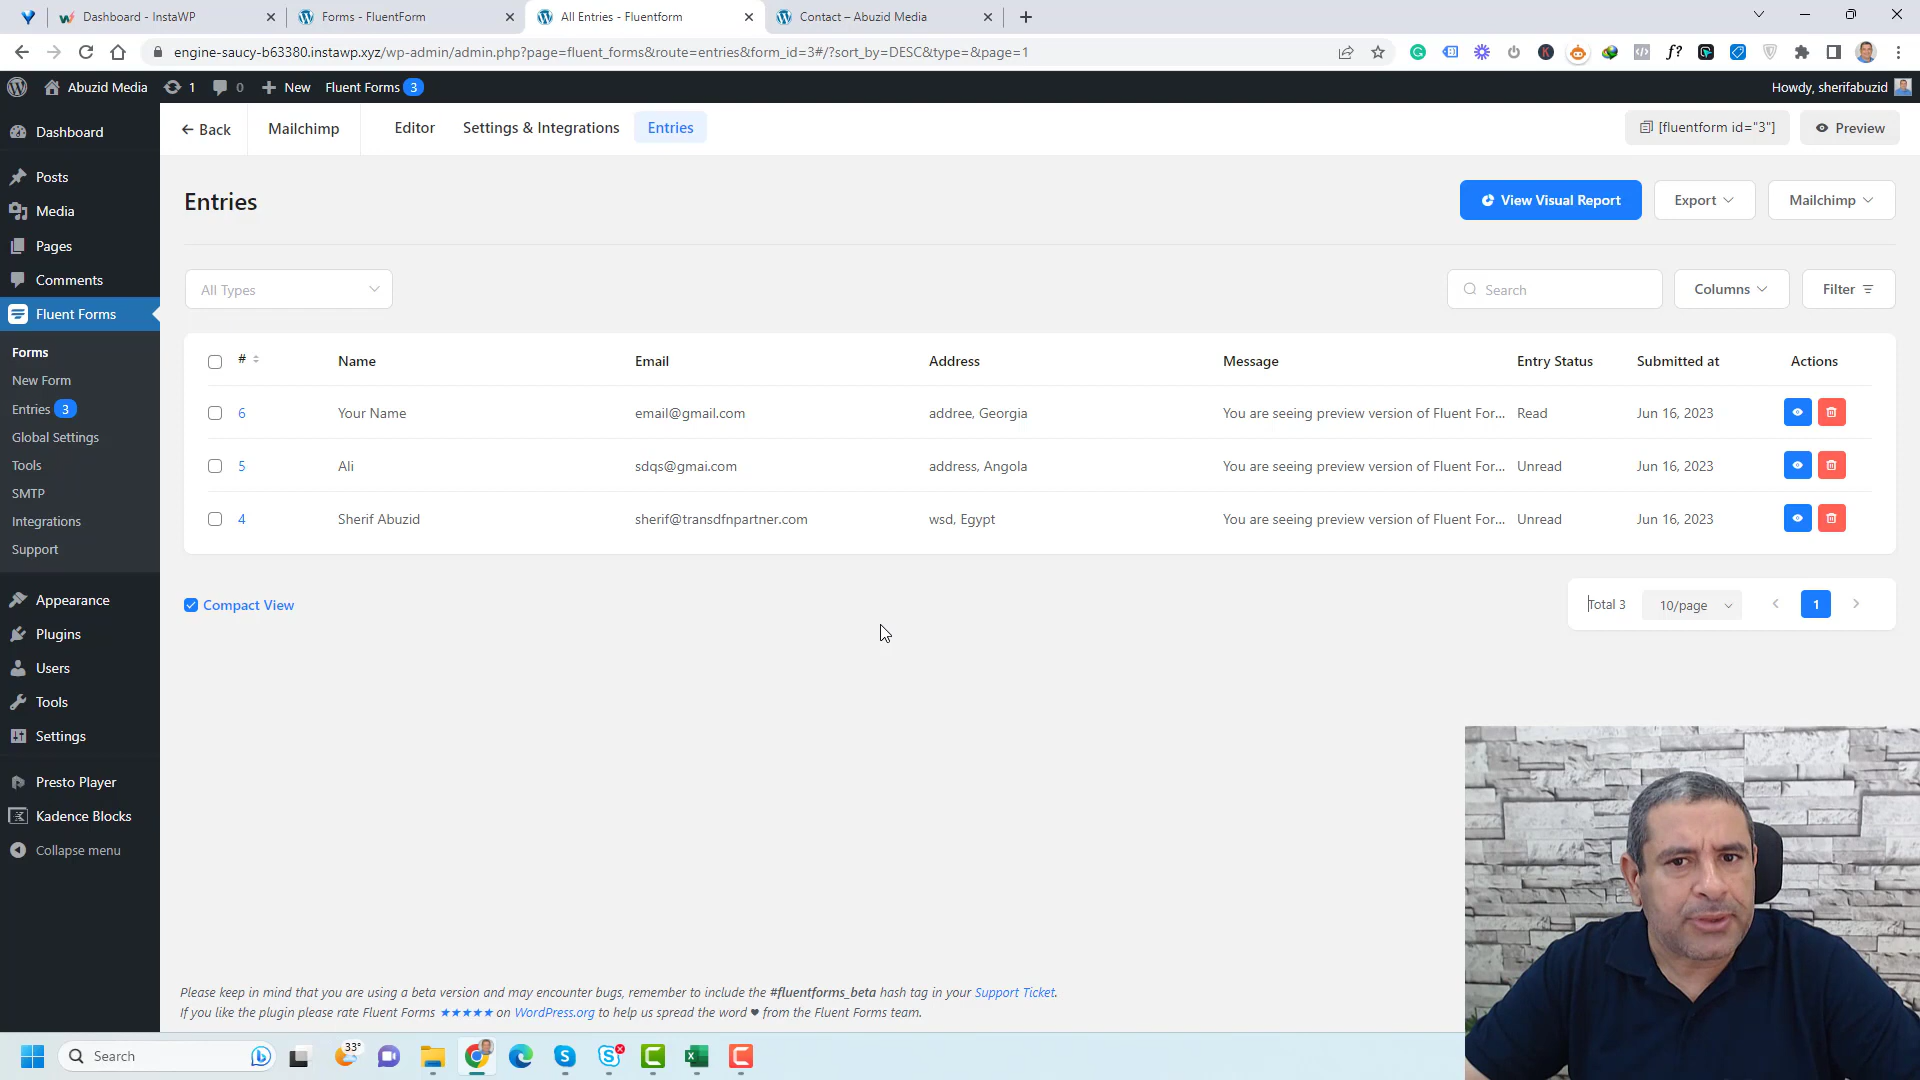 Dashboard - InstaWP
Forms - FluentForm
All Entries - Fluentform
Contact – Abuzid Media
engine-saucy-b63380.instawp.xyz/wp-admin/admin.php?page=fluent_forms&route=entries&form_id=3#/?sort_by=DESC&type=&page=1
Abuzid Media
1
0
New
Fluent Forms 3
Howdy, sherifabuzid
Dashboard
Posts
Media
Pages
Comments
Fluent Forms
Forms
New Form
Entries 3
Global Settings
Tools
SMTP
Integrations
Support
Appearance
Plugins
Users
Tools
Settings
Presto Player
Kadence Blocks
Collapse menu
Back
Mailchimp
Editor
Settings & Integrations
Entries
[fluentform id="3"]
Preview
Entries
View Visual Report
Export
Mailchimp
All Types
Search
Columns
Filter
# Name Email Address Message Entry Status Submitted at Actions
6 Your Name email@gmail.com addree, Georgia You are seeing preview version of Fluent For... Read Jun 16, 2023
5 Ali sdqs@gmai.com address, Angola You are seeing preview version of Fluent For... Unread Jun 16, 2023
4 Sherif Abuzid sherif@transdfnpartner.com wsd, Egypt You are seeing preview version of Fluent For... Unread Jun 16, 2023
Compact View
Total 3
10/page
1
Please keep in mind that you are using a beta version and may encounter bugs, remember to include the #fluentforms_beta hash tag in your Support Ticket.
If you like the plugin please rate Fluent Forms ★★★★★ on WordPress.org to help us spread the word ♥ from the Fluent Forms team.
Search
33°